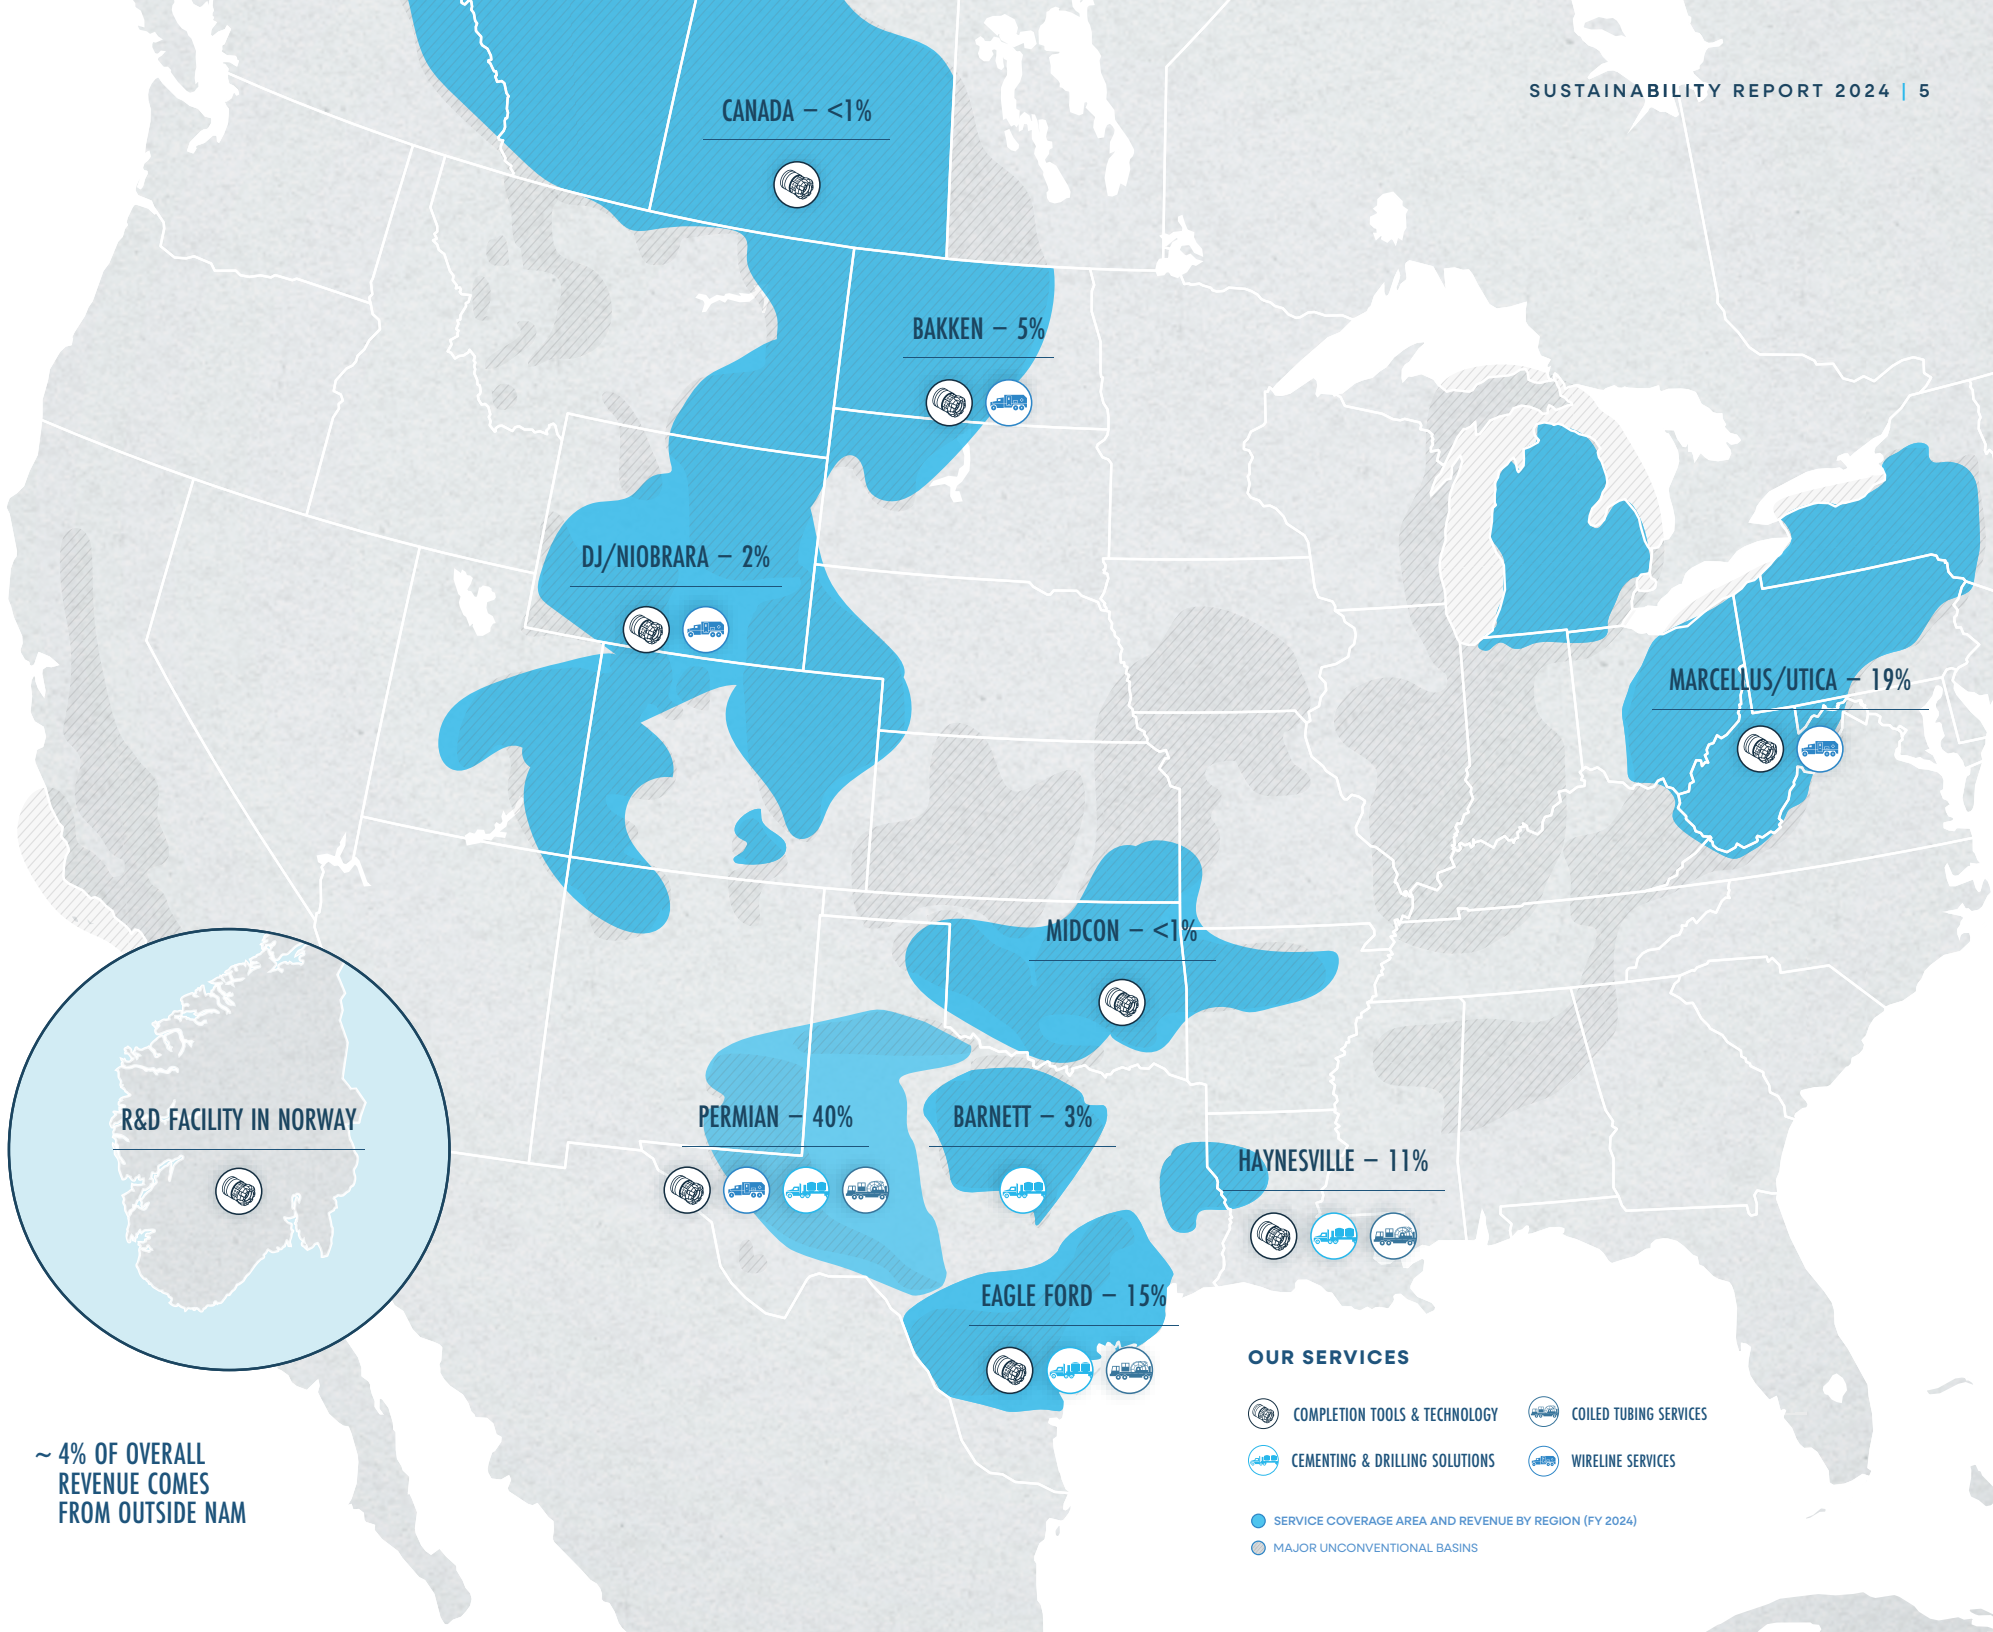 SUSTAINABILITY REPORT 2024 | 5
CANADA – <1%
BAKKEN – 5%
DJ/NIOBRARA – 2%
MARCELLUS/UTICA – 19%
MIDCON – <1%
R&D FACILITY IN NORWAY
PERMIAN – 40%
BARNETT – 3%
HAYNESVILLE – 11%
EAGLE FORD – 15%
OUR SERVICES
COMPLETION TOOLS & TECHNOLOGY
COILED TUBING SERVICES
CEMENTING & DRILLING SOLUTIONS
WIRELINE SERVICES
SERVICE COVERAGE AREA AND REVENUE BY REGION (FY 2024)
MAJOR UNCONVENTIONAL BASINS
~ 4% OF OVERALL
REVENUE COMES
FROM OUTSIDE NAM